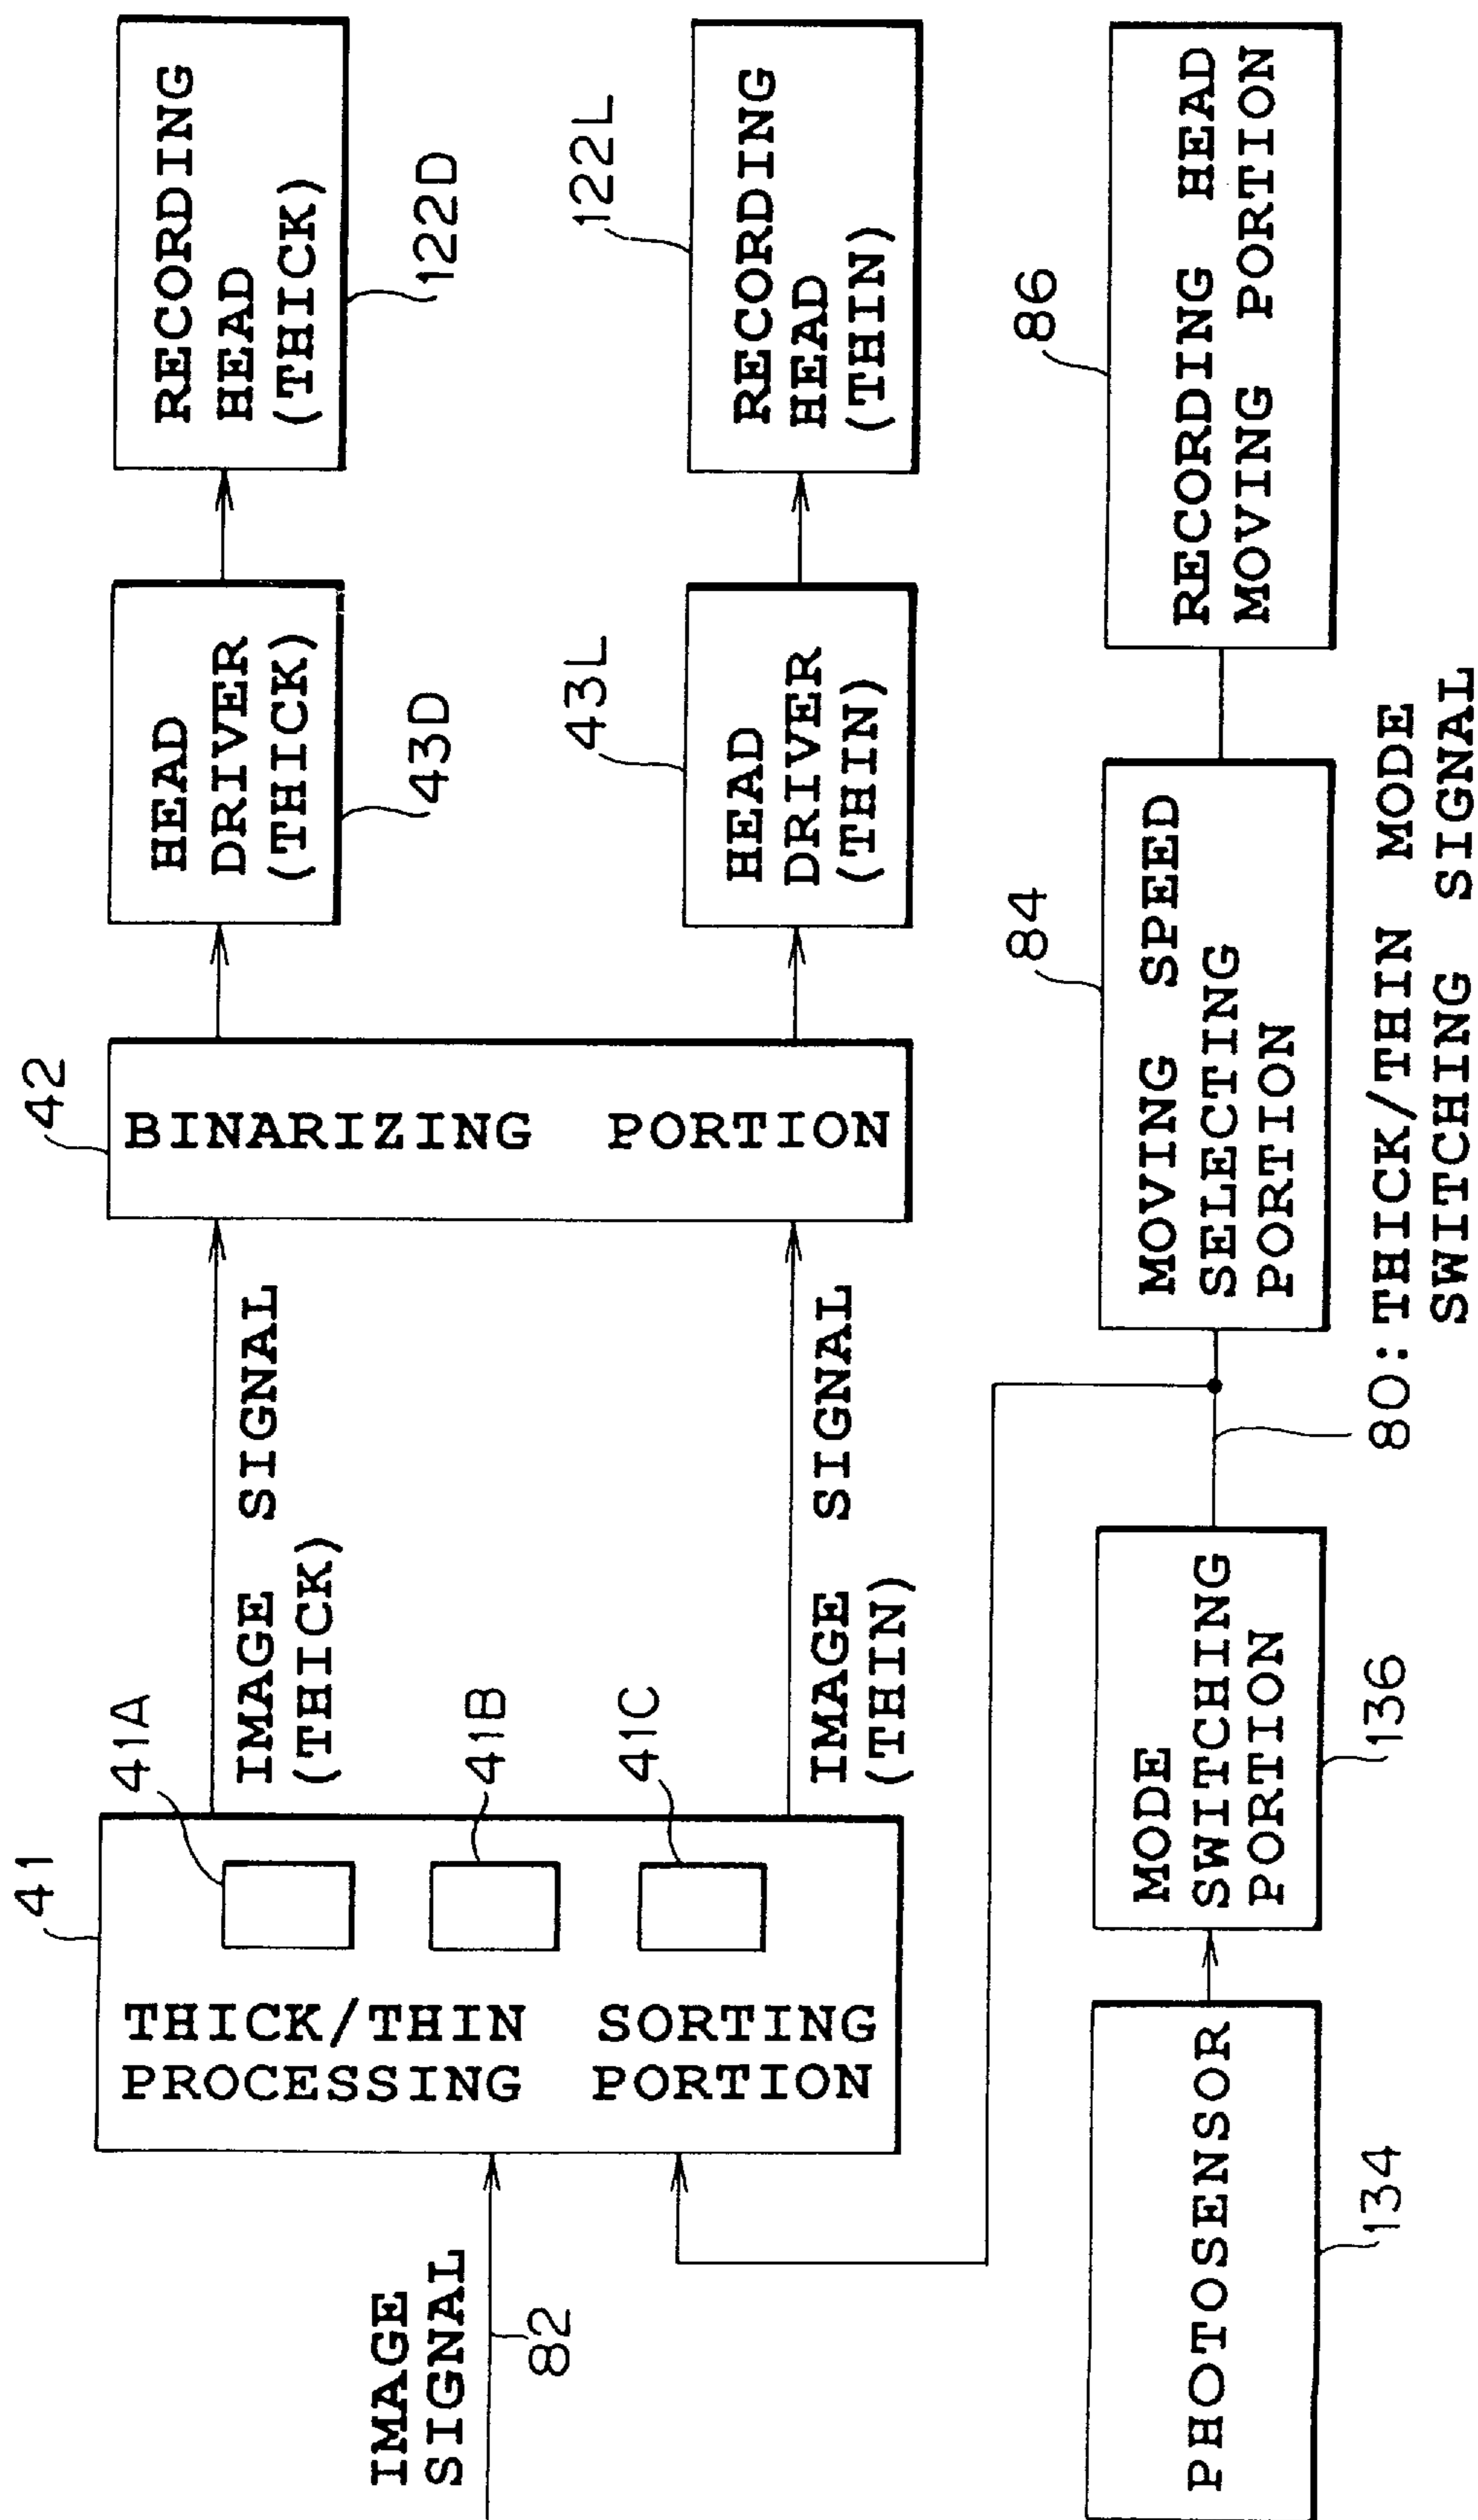 IMAGE
SIGNAL
82
41
THICK/THIN SORTING
PROCESSING PORTION
41A
41B
41C
IMAGE SIGNAL
(THICK)
IMAGE SIGNAL
(THIN)
42
BINARIZING PORTION
HEAD
DRIVER
(THICK)
43D
43L
HEAD
DRIVER
(THIN)
RECORDING
HEAD
(THICK)
122D
122L
RECORDING
HEAD
(THIN)
PHOTOSENSOR
134
MODE
SWITCHING
PORTION
136
80:THICK/THIN MODE
SWITCHING SIGNAL
84
MOVING SPEED
SELECTING
PORTION
86
RECORDING HEAD
MOVING PORTION